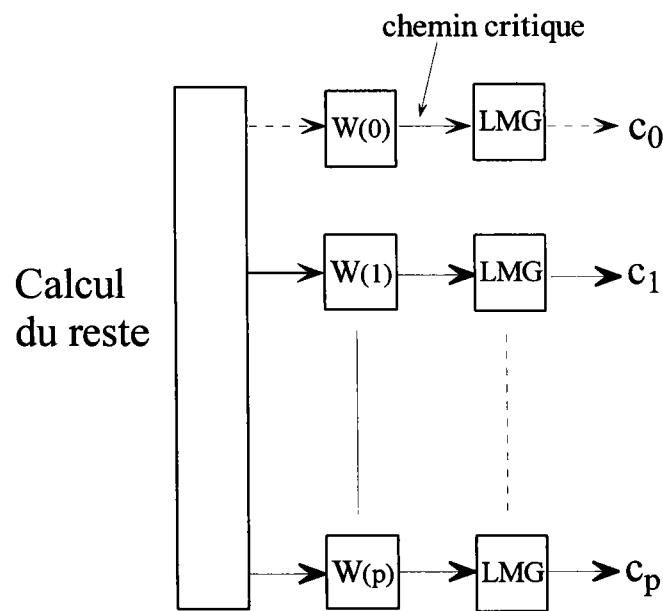 chemin critique
W(0)
LMG
c0
W(1)
LMG
c1
Calcul
du reste
W(p)
LMG
cp